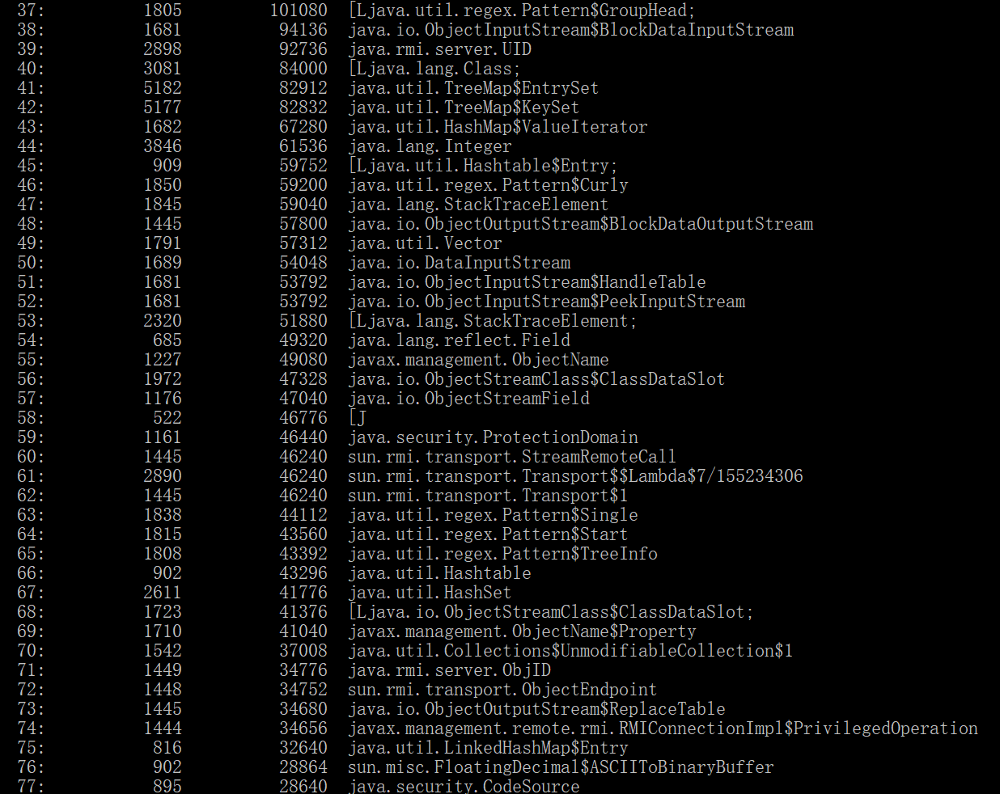 37: 1805 101080 [Ljava.util.regex.Pattern$GroupHead;
38: 1681 94136 java.io.ObjectInputStream$BlockDataInputStream
39: 2898 92736 java.rmi.server.UID
40: 3081 84000 [Ljava.lang.Class;
41: 5182 82912 java.util.TreeMap$EntrySet
42: 5177 82832 java.util.TreeMap$KeySet
43: 1682 67280 java.util.HashMap$ValueIterator
44: 3846 61536 java.lang.Integer
45: 909 59752 [Ljava.util.Hashtable$Entry;
46: 1850 59200 java.util.regex.Pattern$Curly
47: 1845 59040 java.lang.StackTraceElement
48: 1445 57800 java.io.ObjectOutputStream$BlockDataOutputStream
49: 1791 57312 java.util.Vector
50: 1689 54048 java.io.DataInputStream
51: 1681 53792 java.io.ObjectInputStream$HandleTable
52: 1681 53792 java.io.ObjectInputStream$PeekInputStream
53: 2320 51880 [Ljava.lang.StackTraceElement;
54: 685 49320 java.lang.reflect.Field
55: 1227 49080 javax.management.ObjectName
56: 1972 47328 java.io.ObjectStreamClass$ClassDataSlot
57: 1176 47040 java.io.ObjectStreamField
58: 522 46776 [J
59: 1161 46440 java.security.ProtectionDomain
60: 1445 46240 sun.rmi.transport.StreamRemoteCall
61: 2890 46240 sun.rmi.transport.Transport$$Lambda$7/155234306
62: 1445 46240 sun.rmi.transport.Transport$1
63: 1838 44112 java.util.regex.Pattern$Single
64: 1815 43560 java.util.regex.Pattern$Start
65: 1808 43392 java.util.regex.Pattern$TreeInfo
66: 902 43296 java.util.Hashtable
67: 2611 41776 java.util.HashSet
68: 1723 41376 [Ljava.io.ObjectStreamClass$ClassDataSlot;
69: 1710 41040 javax.management.ObjectName$Property
70: 1542 37008 java.util.Collections$UnmodifiableCollection$1
71: 1449 34776 java.rmi.server.ObjID
72: 1448 34752 sun.rmi.transport.ObjectEndpoint
73: 1445 34680 java.io.ObjectOutputStream$ReplaceTable
74: 1444 34656 javax.management.remote.rmi.RMIConnectionImpl$PrivilegedOperation
75: 816 32640 java.util.LinkedHashMap$Entry
76: 902 28864 sun.misc.FloatingDecimal$ASCIIToBinaryBuffer
77: 895 28640 java.security.CodeSource